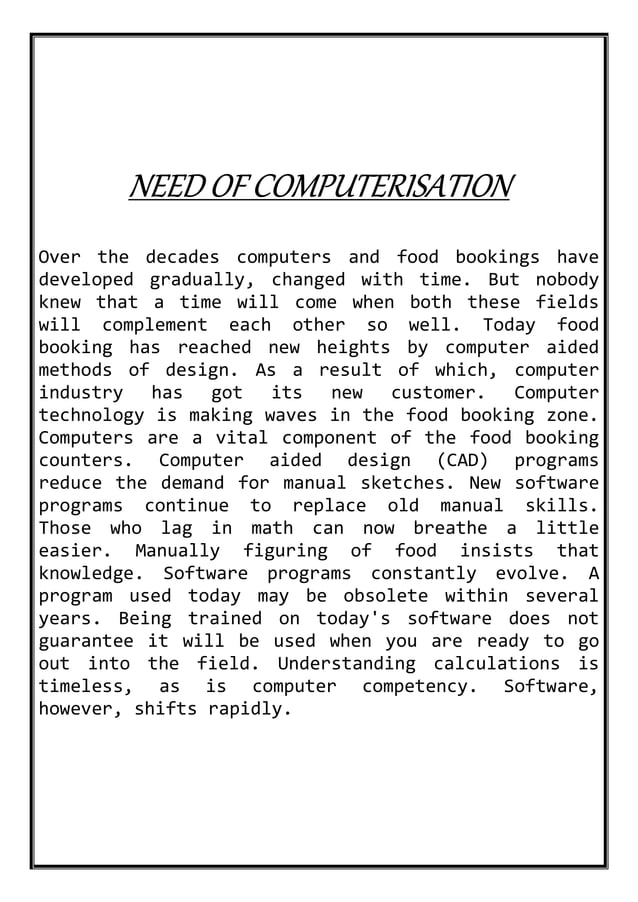 NEED OF COMPUTERISATION
Over the decades computers and food bookings have
developed gradually, changed with time. But nobody
knew that a time will come when both these fields
will complement each other so well. Today food
booking has reached new heights by computer aided
methods of design. As a result of which, computer
industry has got its new customer. Computer
technology is making waves in the food booking zone.
Computers are a vital component of the food booking
counters. Computer aided design (CAD) programs
reduce the demand for manual sketches. New software
programs continue to replace old manual skills.
Those who lag in math can now breathe a little
easier. Manually figuring of food insists that
knowledge. Software programs constantly evolve. A
program used today may be obsolete within several
years. Being trained on today's software does not
guarantee it will be used when you are ready to go
out into the field. Understanding calculations is
timeless, as is computer competency. Software,
however, shifts rapidly.